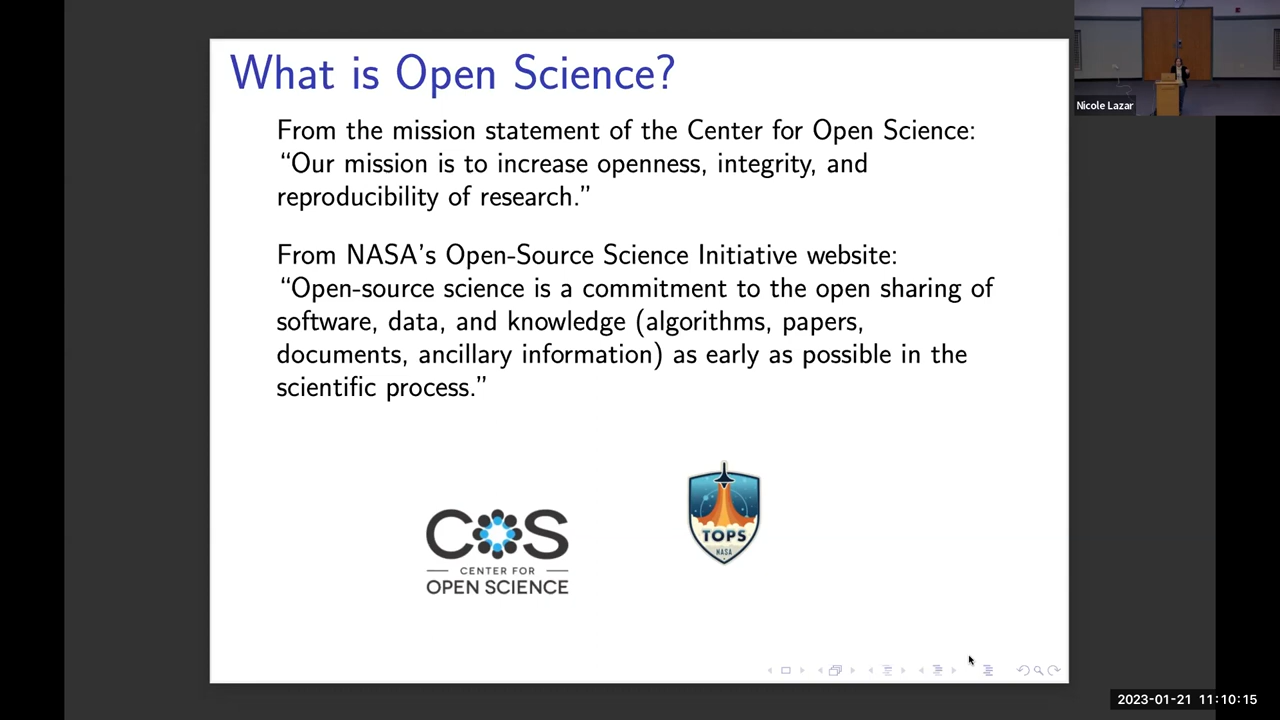 What is Open Science?
From the mission statement of the Center for Open Science:
“Our mission is to increase openness, integrity, and
reproducibility of research.”
From NASA’s Open-Source Science Initiative website:
“Open-source science is a commitment to the open sharing of
software, data, and knowledge (algorithms, papers,
documents, ancillary information) as early as possible in the
scientific process.”
COS
CENTER FOR
OPEN SCIENCE
TOPS
NASA
Nicole Lazar
2023-01-21 11:10:15